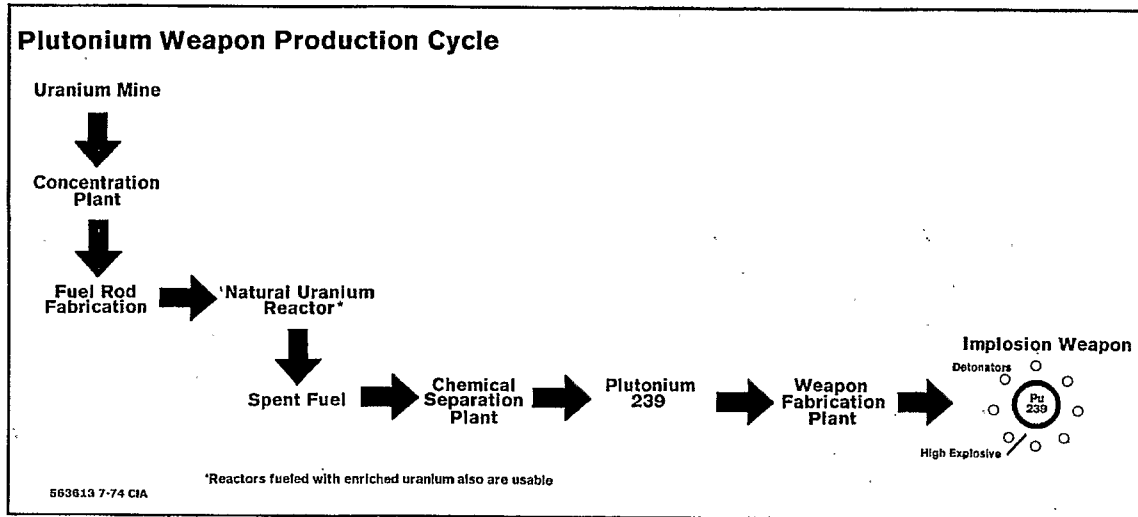 Plutonium Weapon Production Cycle
Uranium Mine
Concentration
Plant
Fuel Rod
Fabrication
'Natural Uranium
Reactor*
Spent Fuel
Chemical
Separation
Plant
Plutonium
239
Weapon
Fabrication
Plant
Implosion Weapon
Detonators
Pu
239
High Explosive
*Reactors fueled with enriched uranium also are usable
563613 7-74 CIA